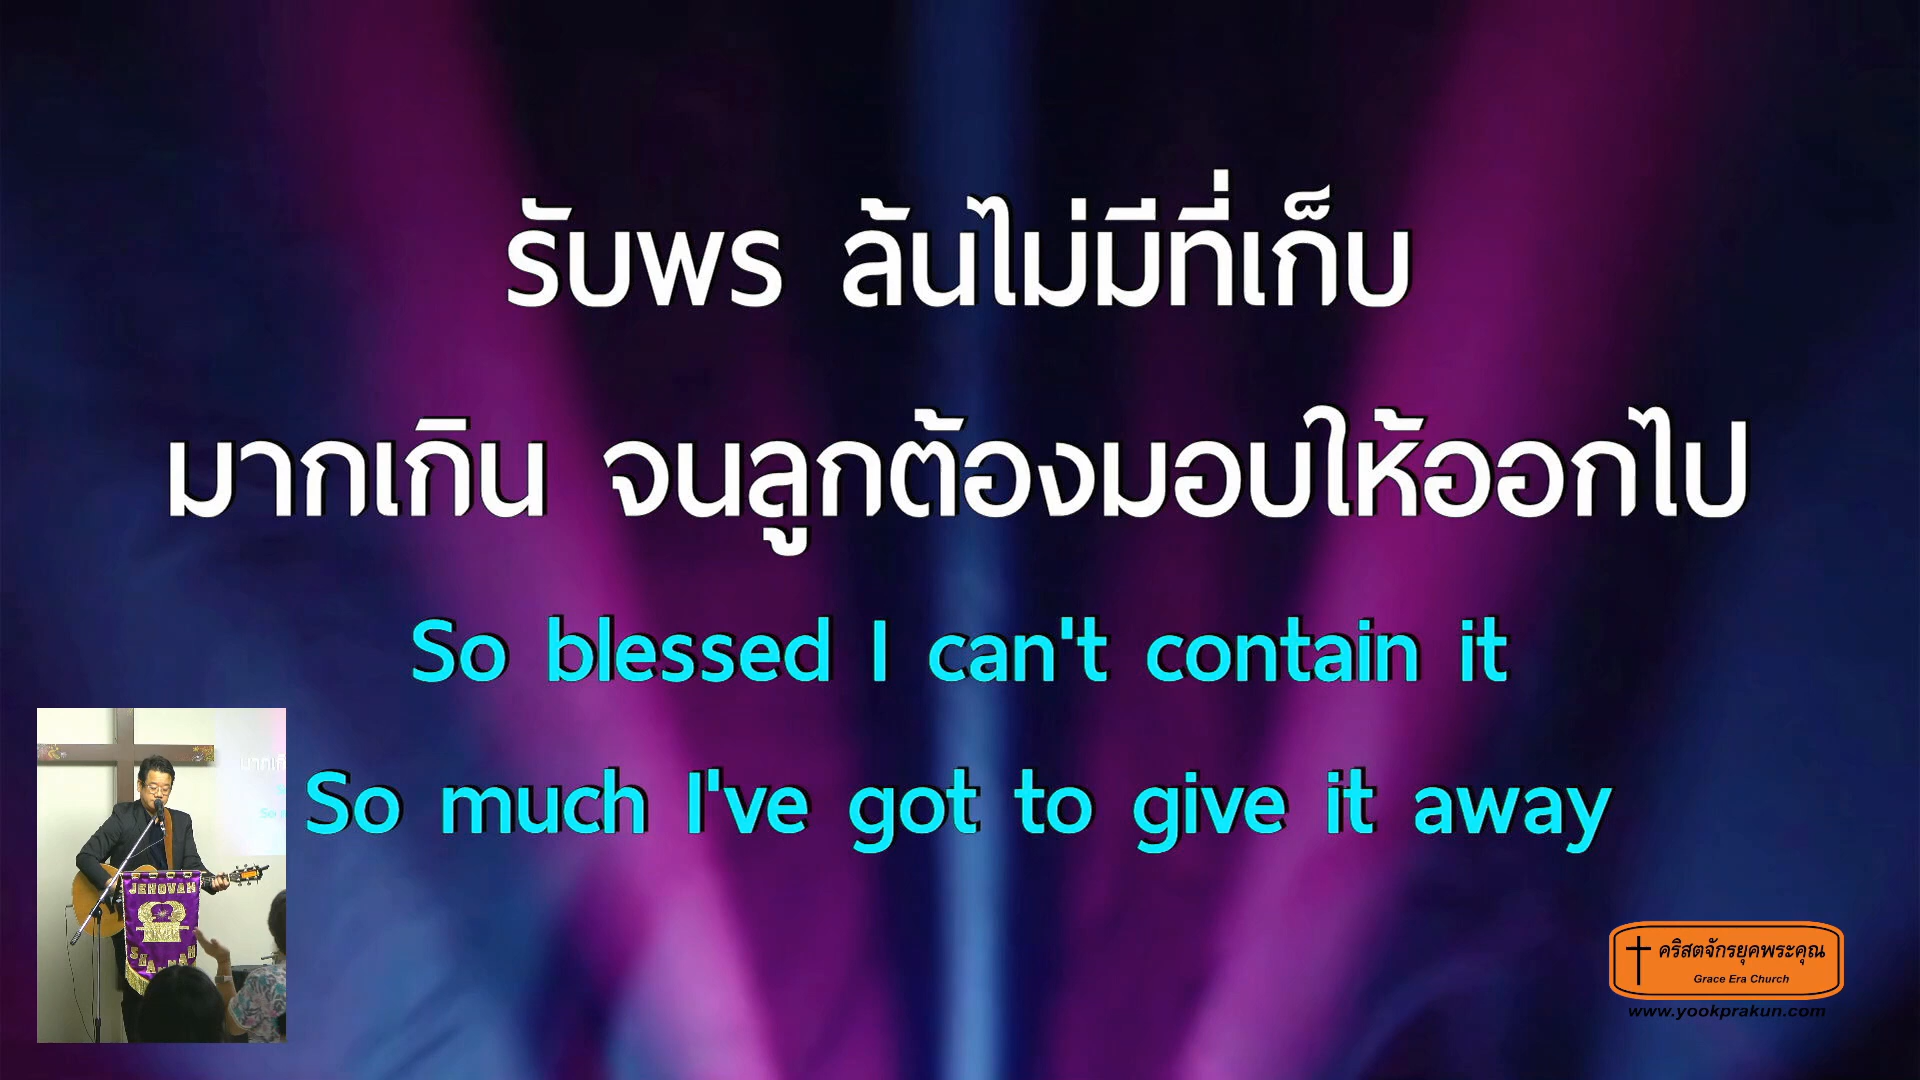 รับพร ล้นไม่มีที่เก็บ
มากเกิน จนลูกต้องมอบให้ออกไป
So blessed I can't contain it
So much I've got to give it away
JEHOVAH
SHAMMAH
คริสตจักรยุคพระคุณ
Grace Era Church
www.yookprakun.com